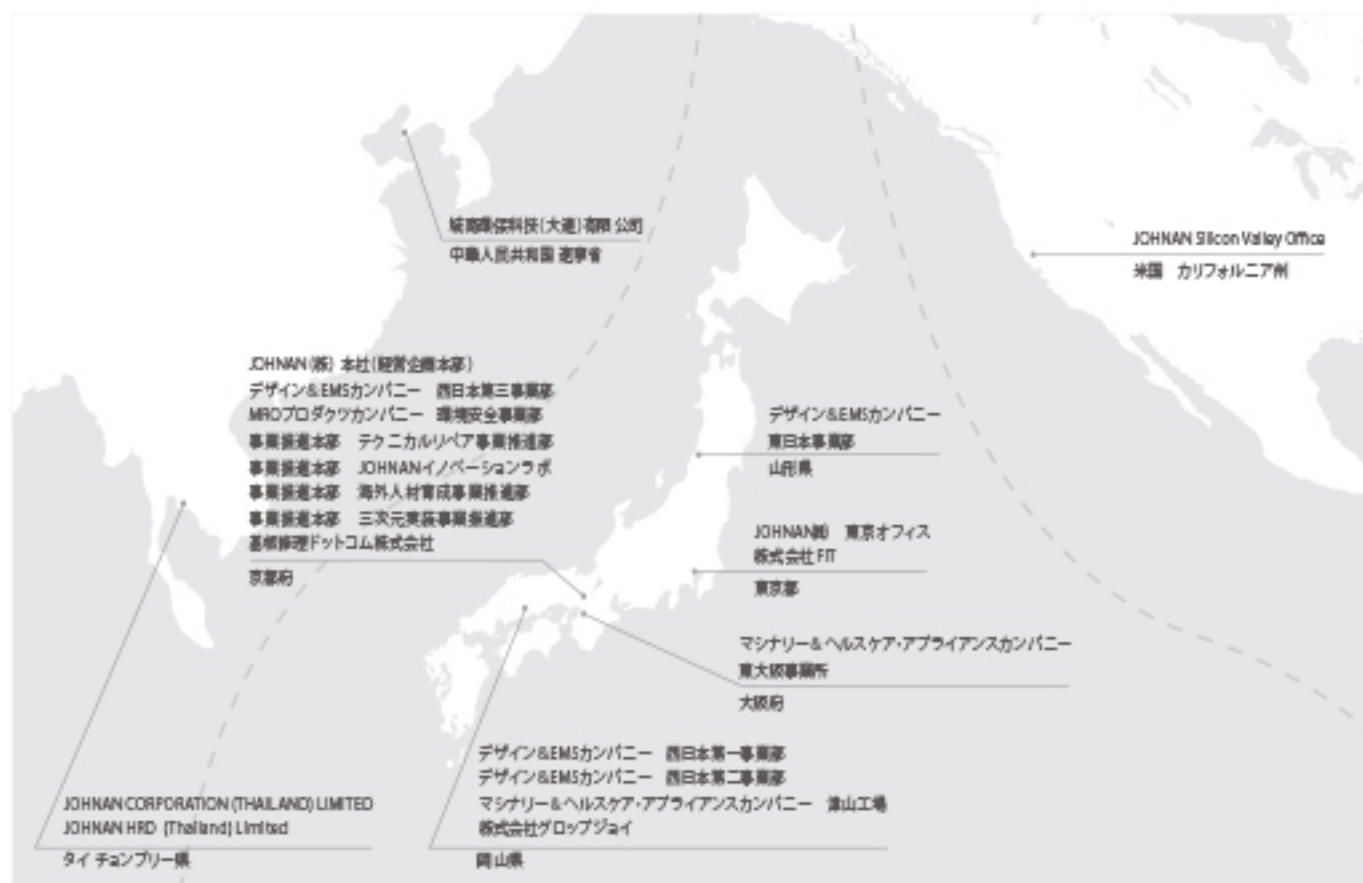 城南環保科技(大連)有限公司
中華人民共和国 遼寧省
JOHNAN Silicon Valley Office
米国 カリフォルニア州
JOHNAN(株) 本社(経営企画本部)
デザイン&EMSカンパニー 西日本第三事業部
MROプロダクツカンパニー 環境安全事業部
事業推進本部 テクニカルリペア事業推進部
事業推進本部 JOHNANイノベーションラボ
事業推進本部 海外人材育成事業推進部
事業推進本部 三次元実装事業推進部
基板修理ドットコム株式会社
京都府
デザイン&EMSカンパニー
東日本事業部
山形県
JOHNAN㈱ 東京オフィス
株式会社 FIT
東京都
マシナリー&ヘルスケア・アプライアンスカンパニー
東大阪事業所
大阪府
デザイン&EMSカンパニー 西日本第一事業部
デザイン&EMSカンパニー 西日本第二事業部
マシナリー&ヘルスケア・アプライアンスカンパニー 津山工場
株式会社グロップジョイ
岡山県
JOHNAN CORPORATION (THAILAND) LIMITED
JOHNAN HRD (Thailand) Limited
タイ チョンブリー県